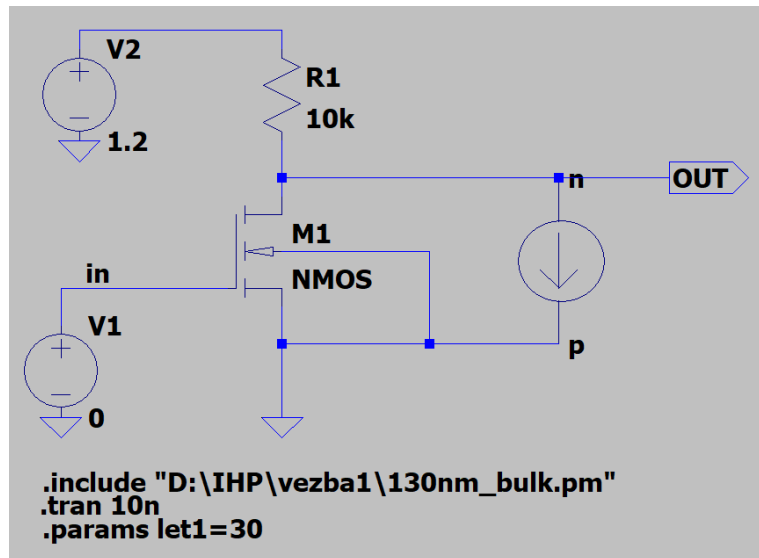 V2
1.2
R1
10k
n
OUT
M1
NMOS
in
V1
0
p
.include "D:\IHP\vezba1\130nm_bulk.pm"
.tran 10n
.params let1=30